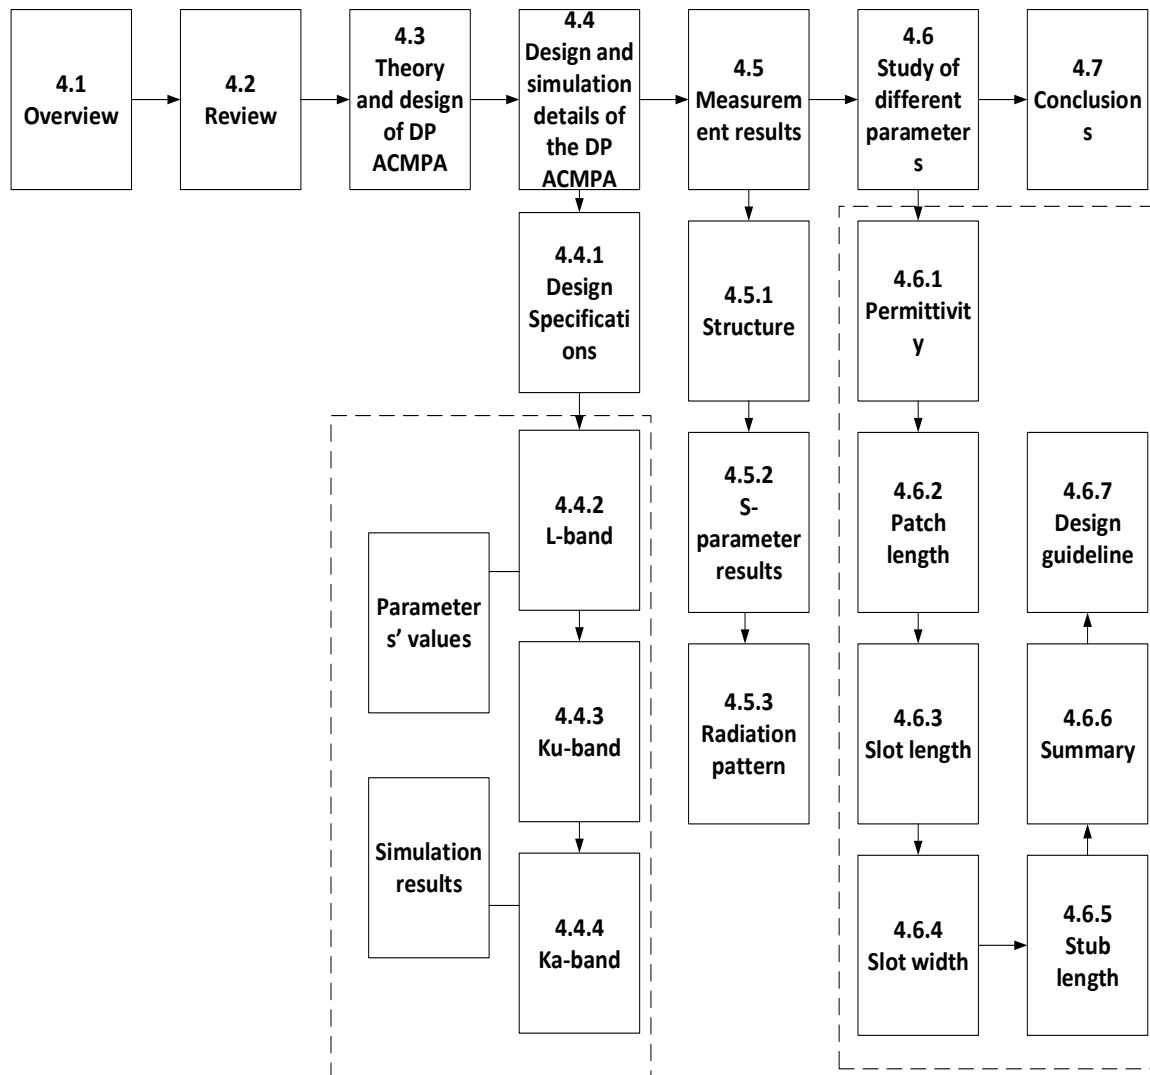 4.1
Overview
4.2
Review
4.3
Theory
and design
of DP
ACMPA
4.4
Design and
simulation
details of
the DP
ACMPA
4.5
Measurem
ent results
4.6
Study of
different
parameter
s
4.7
Conclusion
s
4.4.1
Design
Specificati
ons
4.4.2
L-band
Parameter
s’ values
4.4.3
Ku-band
Simulation
results
4.4.4
Ka-band
4.5.1
Structure
4.5.2
S-
parameter
results
4.5.3
Radiation
pattern
4.6.1
Permittivit
y
4.6.2
Patch
length
4.6.3
Slot length
4.6.4
Slot width
4.6.5
Stub
length
4.6.6
Summary
4.6.7
Design
guideline